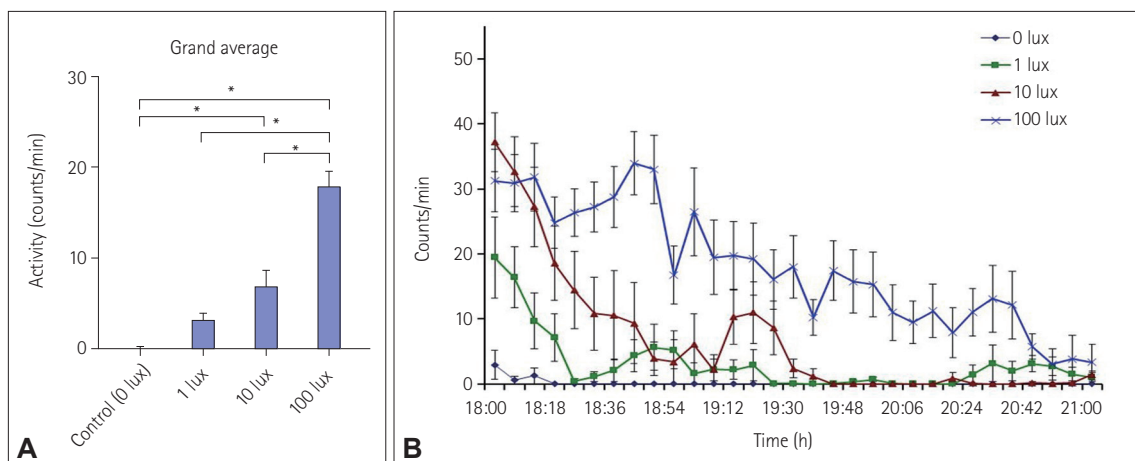 Grand average
30
20
10
0
Activity (counts/min)
*
*
*
*
Control (0 lux)
1 lux
10 lux
100 lux
A
50
40
30
20
10
0
Counts/min
0 lux
1 lux
10 lux
100 lux
18:00 18:18 18:36 18:54 19:12 19:30 19:48 20:06 20:24 20:42 21:00
Time (h)
B